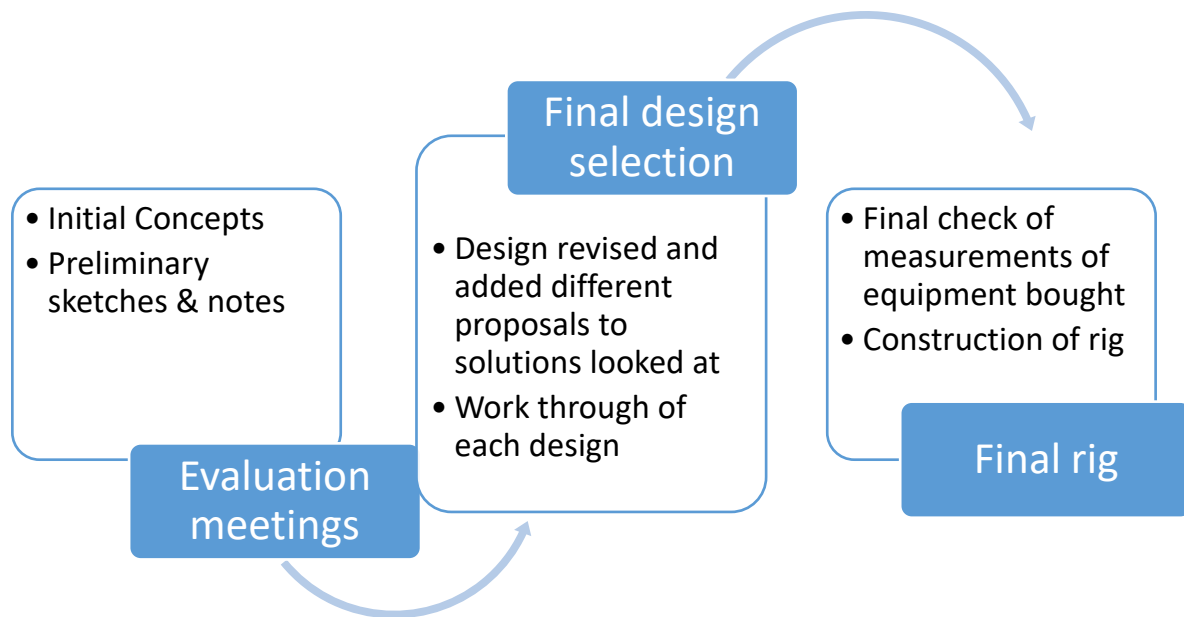 • Initial Concepts
• Preliminary
sketches & notes
Evaluation
meetings
Final design
selection
• Design revised and
added different
proposals to
solutions looked at
• Work through of
each design
• Final check of
measurements of
equipment bought
• Construction of rig
Final rig